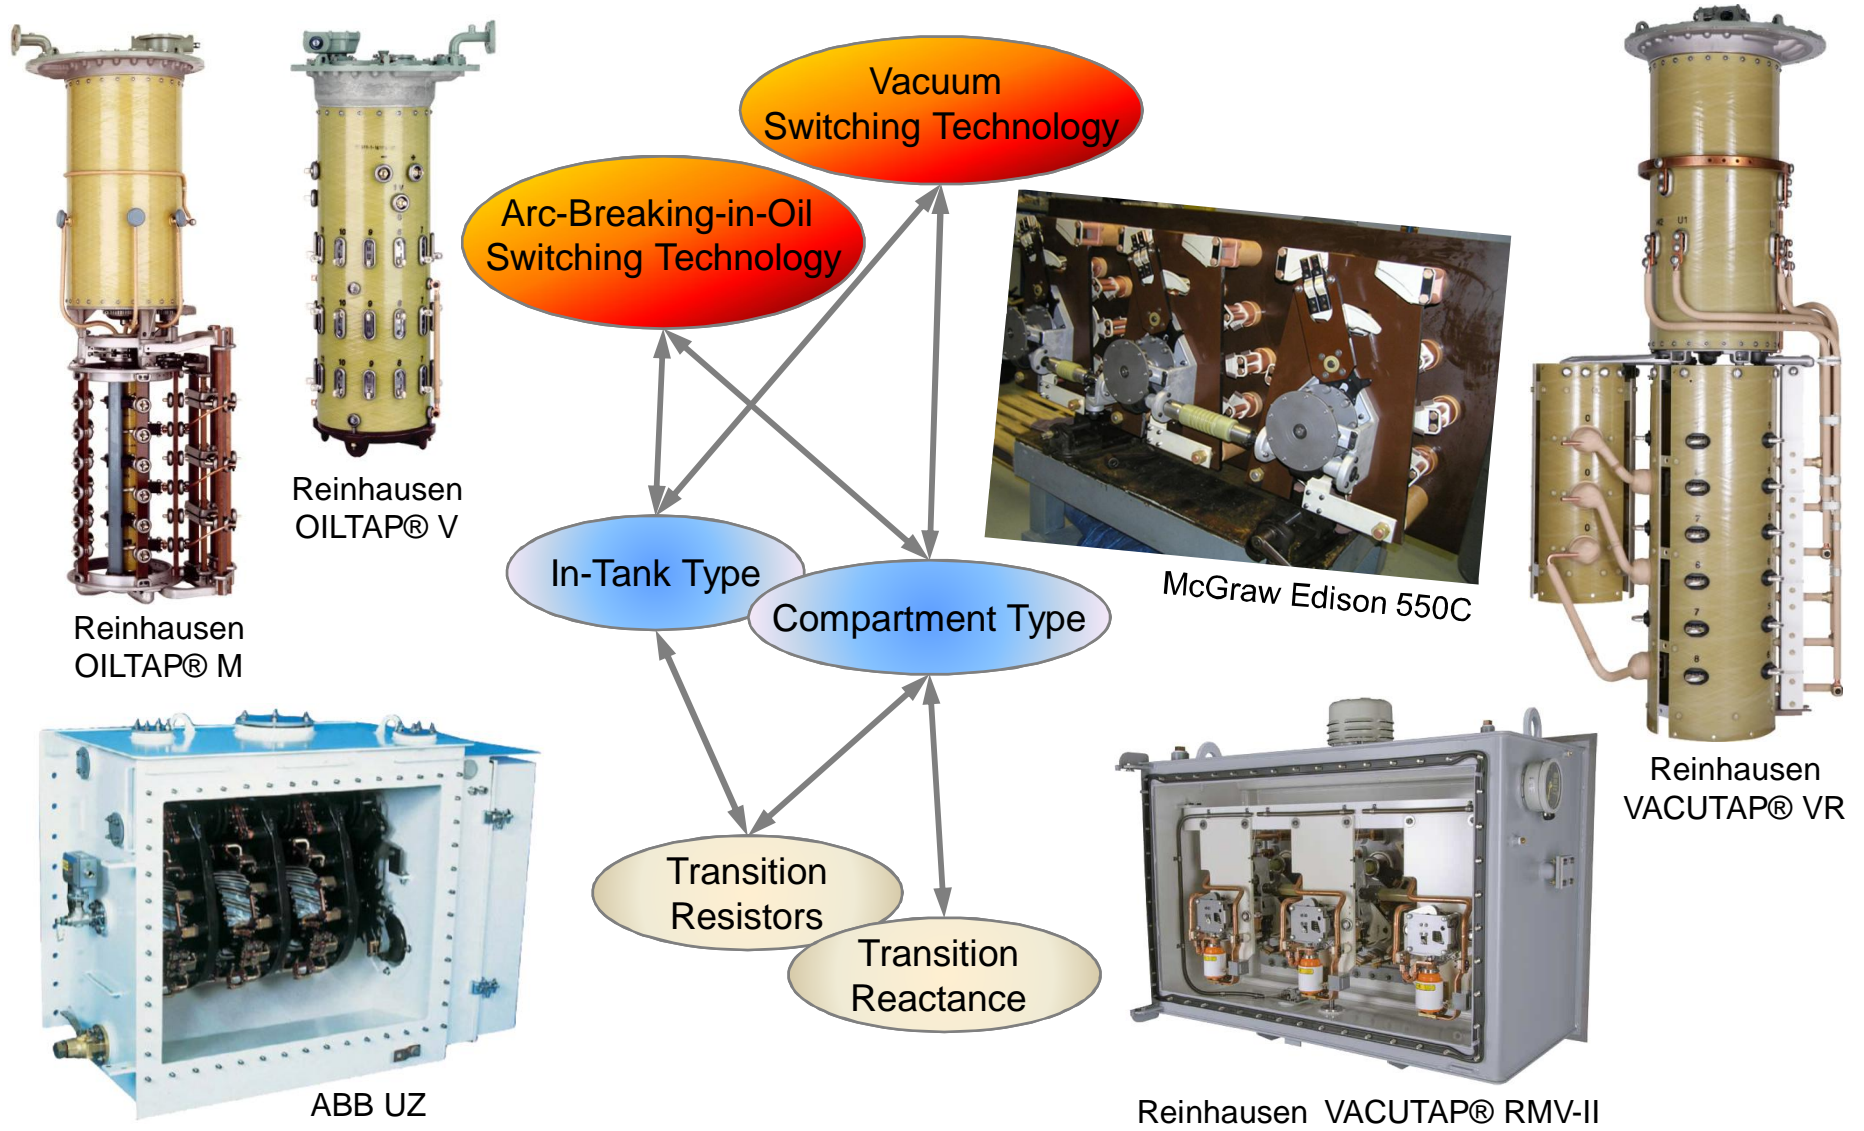 Vacuum
Switching Technology
Arc-Breaking-in-Oil
Switching Technology
Reinhausen
OILTAP® V
In-Tank Type
Compartment Type
McGraw Edison 550C
Reinhausen
OILTAP® M
Reinhausen
VACUTAP® VR
Transition
Resistors
Transition
Reactance
ABB UZ
Reinhausen VACUTAP® RMV-II